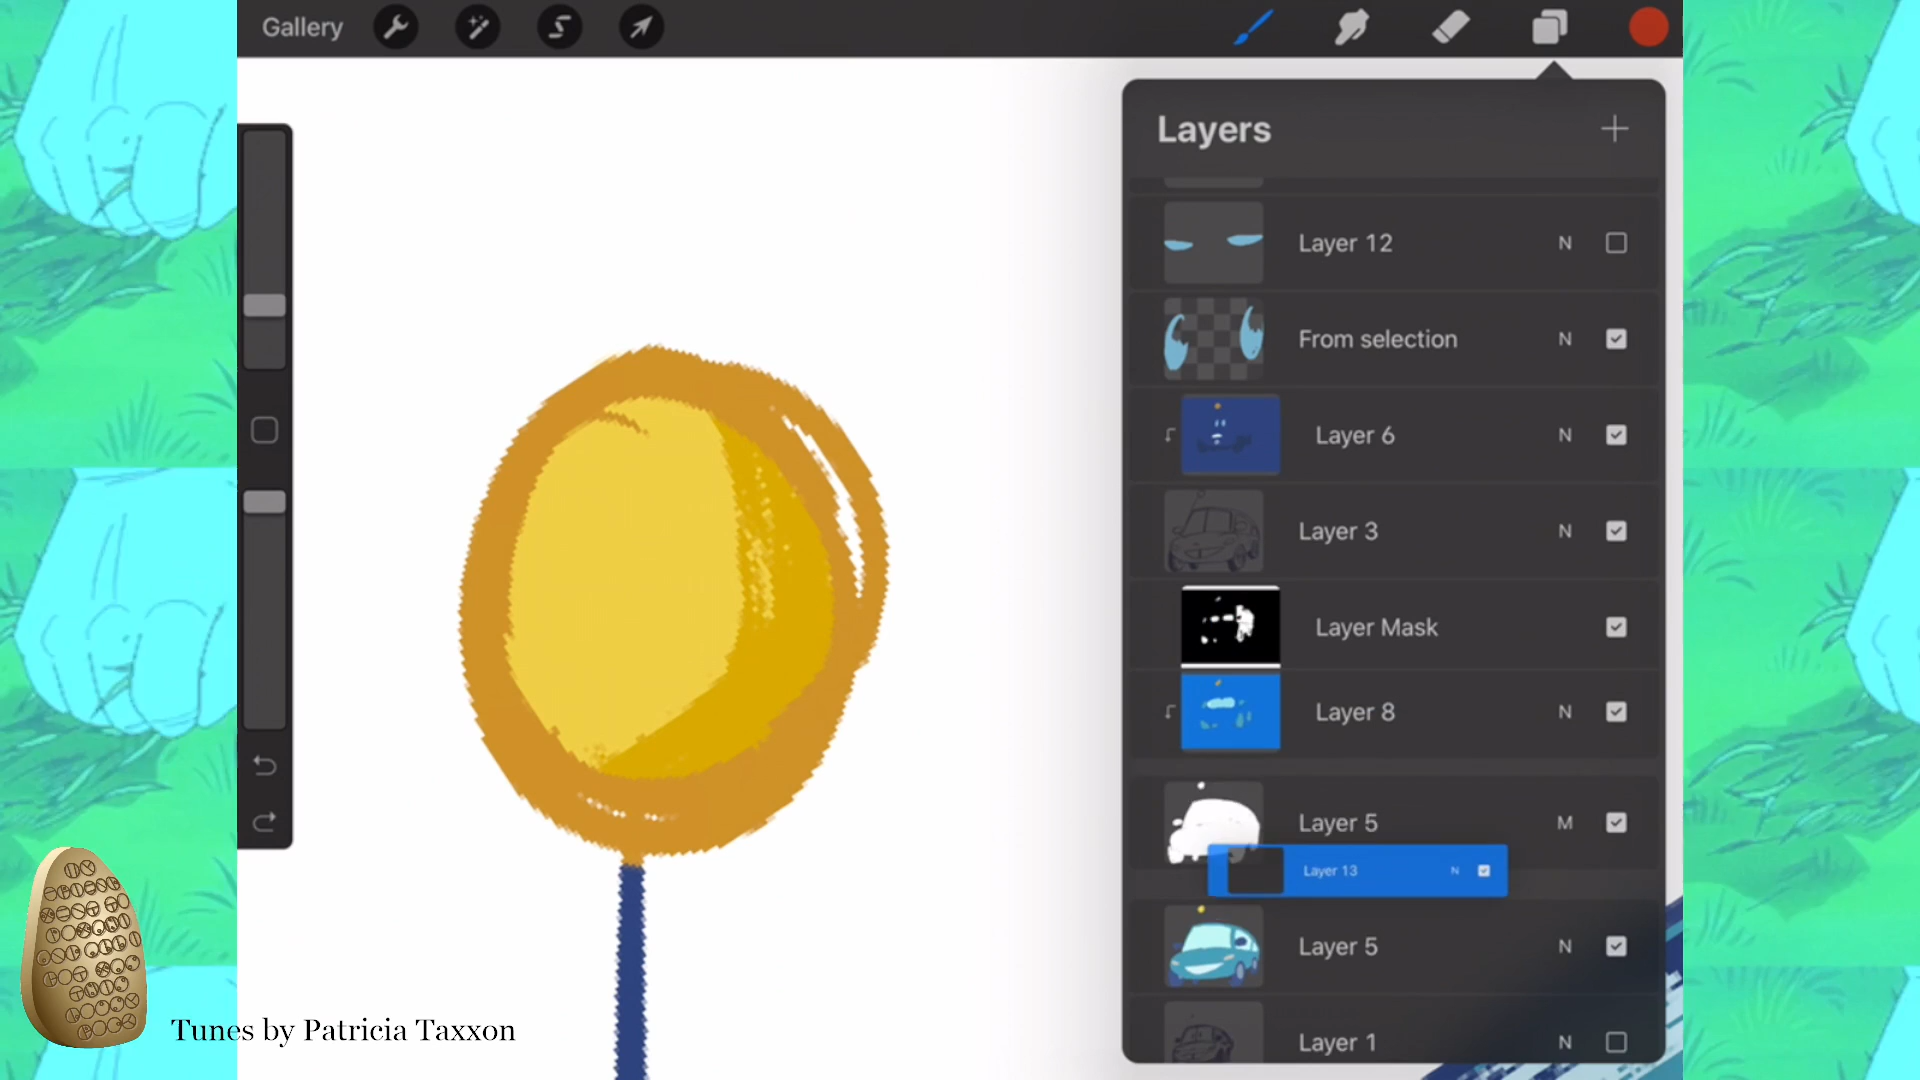 Gallery
Layers
Layer 12 N
From selection N
Layer 6 N
Layer 3 N
Layer Mask
Layer 8 N
Layer 5 M
Layer 13 N
Layer 5 N
Layer 1 N
Tunes by Patricia Taxxon